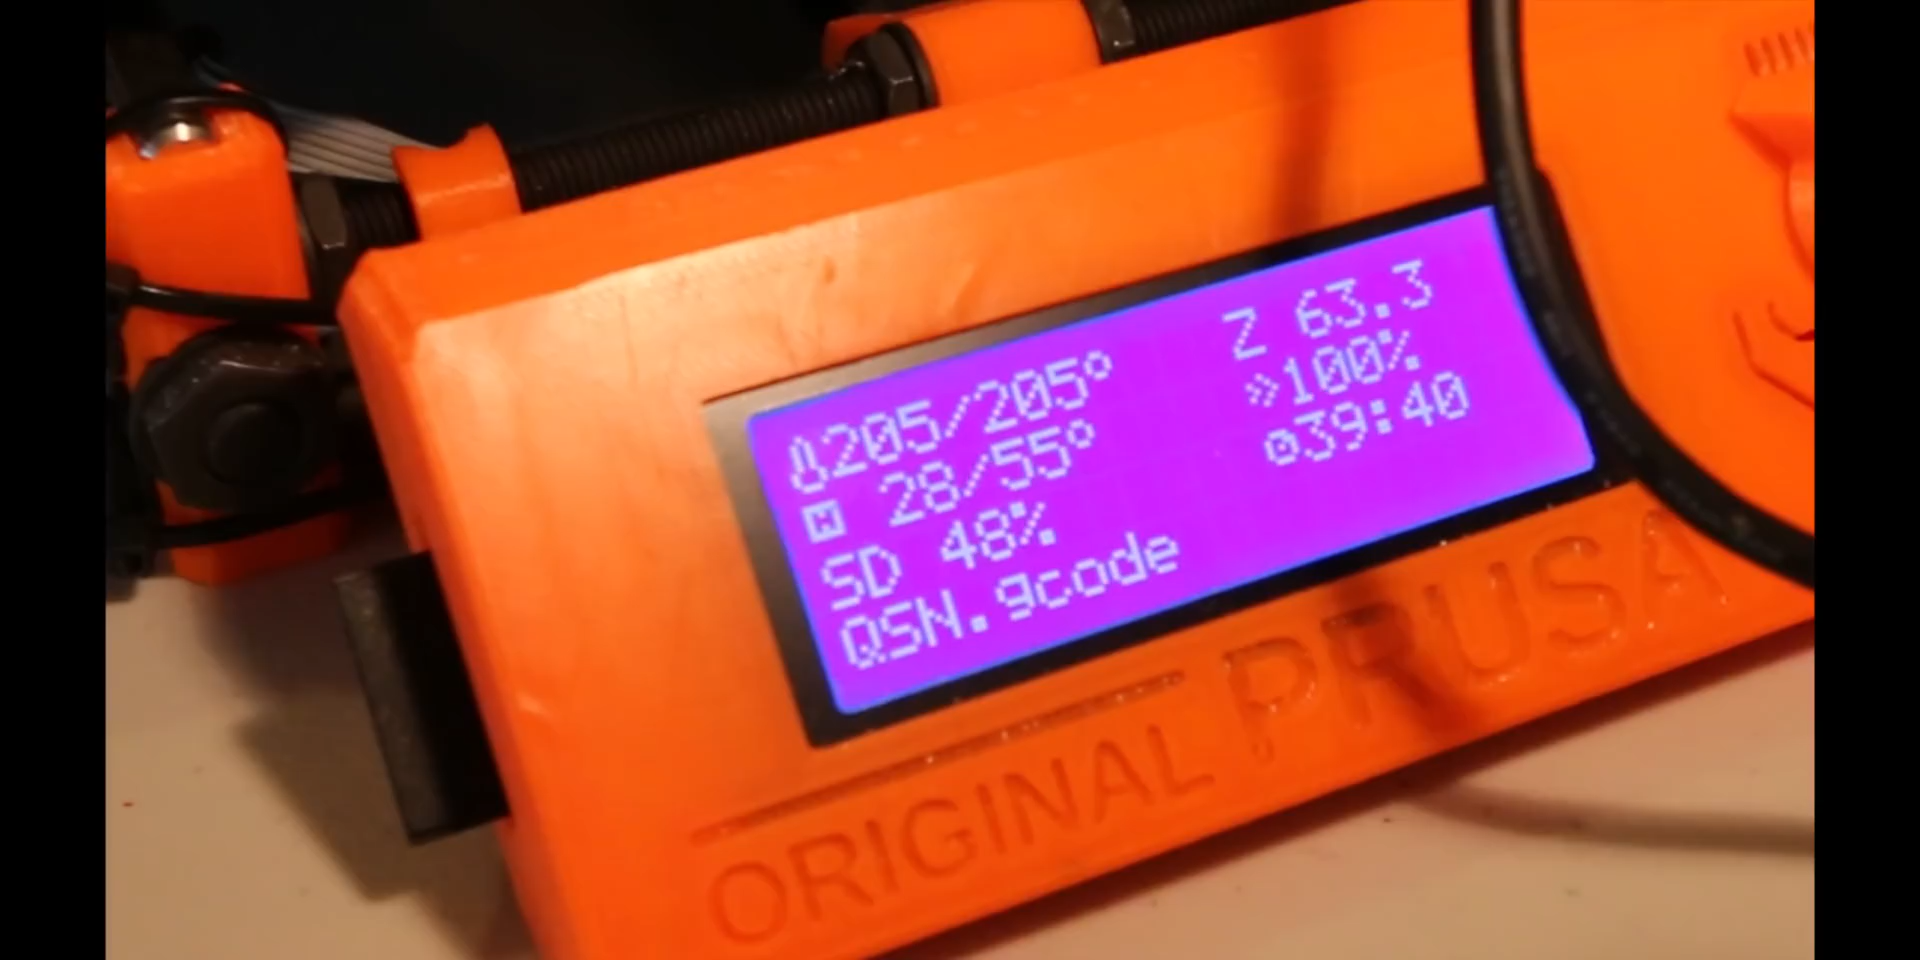 205/205° Z 63.3
28/55° 100%
SD 48% 39:40
QSN.gcode
ORIGINAL PRUSA